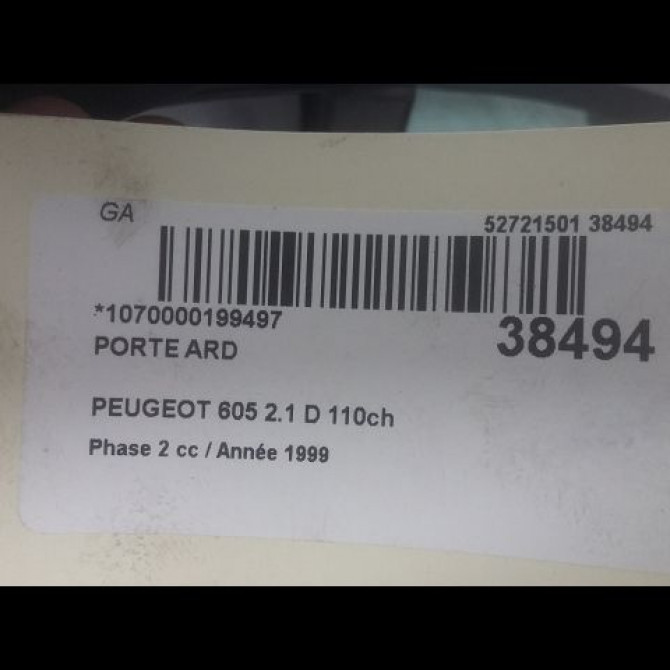 GA
52721501 38494
*1070000199497
38494
PORTE ARD
PEUGEOT 605 2.1 D 110ch
Phase 2 cc / Année 1999